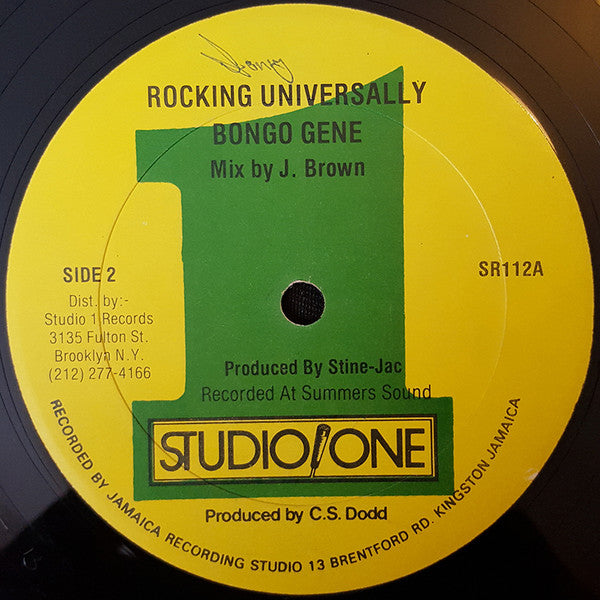 ROCKING UNIVERSALLY
BONGO GENE
Mix by J. Brown
SIDE 2
SR112A
Dist. by:-
Studio 1 Records
3135 Fulton St.
Brooklyn N.Y.
(212) 277-4166
1
Produced By Stine-Jac
Recorded At Summers Sound
STUDIO ONE
Produced by C.S. Dodd
RECORDED BY JAMAICA RECORDING STUDIO 13 BRENTFORD RD. KINGSTON JAMAICA